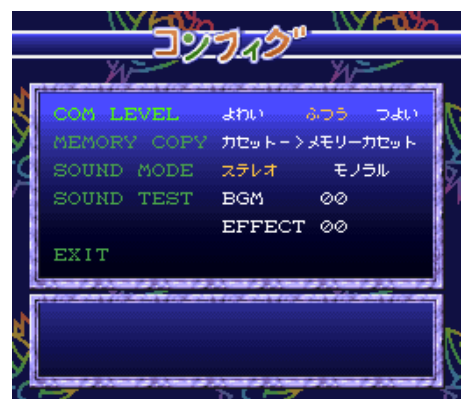 コンフィグ
COM LEVEL よわい ふつう つよい
MEMORY COPY カセット->メモリーカセット
SOUND MODE ステレオ モノラル
SOUND TEST BGM 00
EFFECT 00
EXIT